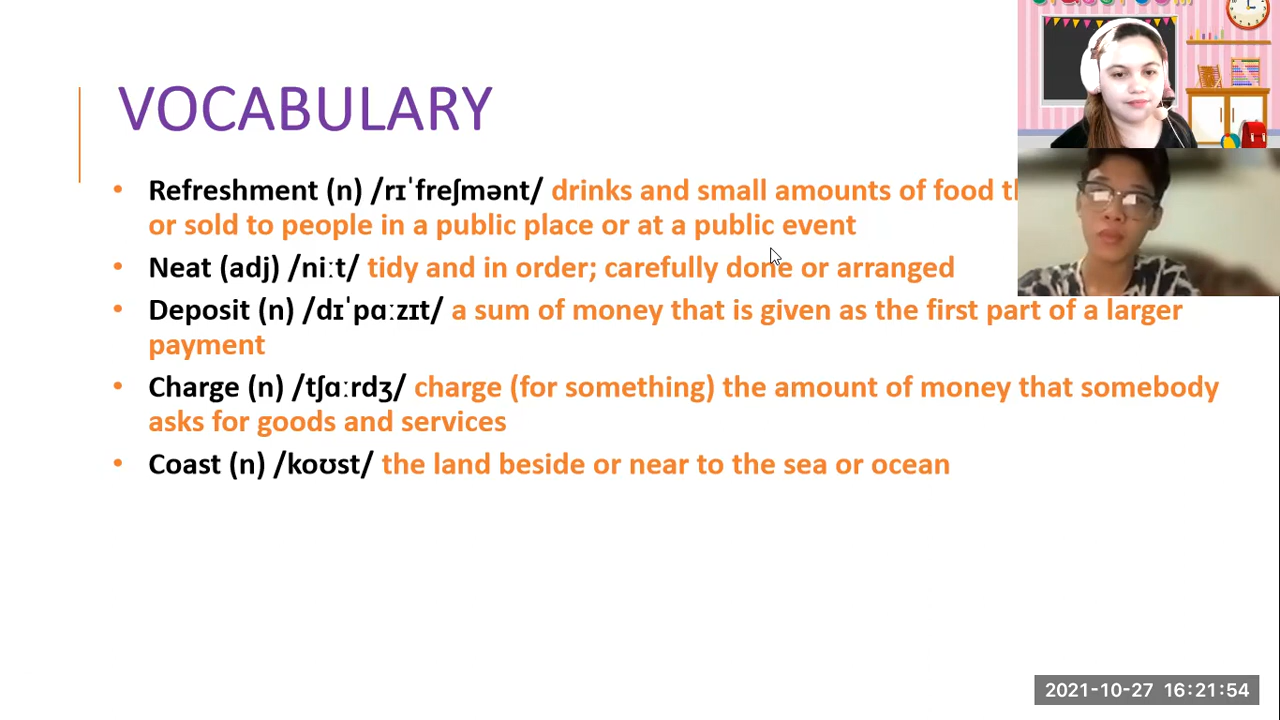 VOCABULARY
• Refreshment (n) /rɪˈfreʃmənt/ drinks and small amounts of food
or sold to people in a public place or at a public event
• Neat (adj) /niːt/ tidy and in order; carefully done or arranged
• Deposit (n) /dɪˈpɑːzɪt/ a sum of money that is given as the first part of a larger
payment
• Charge (n) /tʃɑːrdʒ/ charge (for something) the amount of money that somebody
asks for goods and services
• Coast (n) /koʊst/ the land beside or near to the sea or ocean
2021-10-27 16:21:54